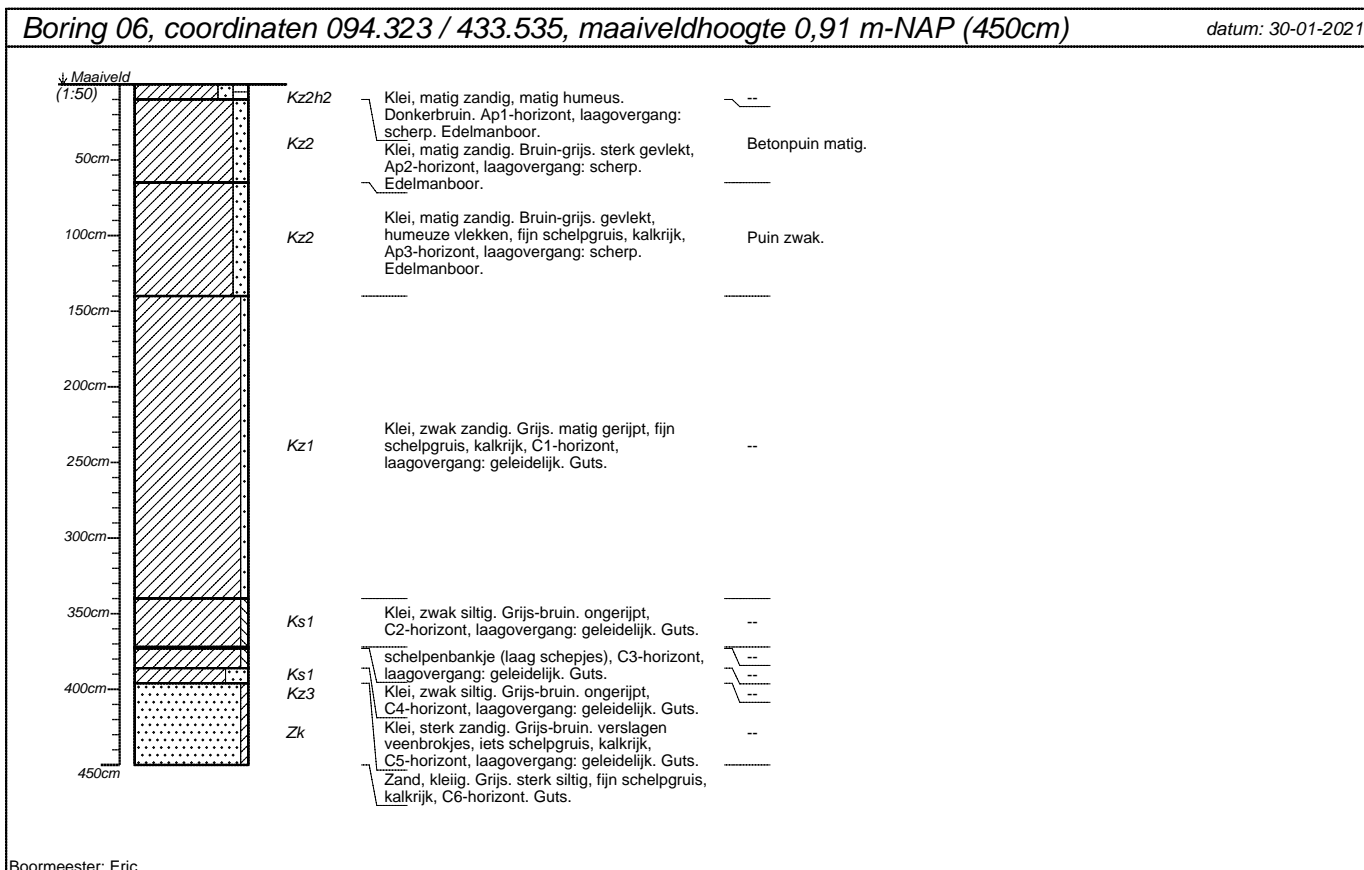 Boring 06, coordinaten 094.323 / 433.535, maaiveldhoogte 0,91 m-NAP (450cm)
datum: 30-01-2021
Maaiveld
(1:50)
Kz2h2
Klei, matig zandig, matig humeus.
Donkerbruin. Ap1-horizont, laagovergang:
scherp. Edelmanboor.
--
50cm
Kz2
Klei, matig zandig. Bruin-grijs. sterk gevlekt,
Ap2-horizont, laagovergang: scherp.
Edelmanboor.
Betonpuin matig.
100cm
Kz2
Klei, matig zandig. Bruin-grijs. gevlekt,
humeuze vlekken, fijn schelpgruis, kalkrijk,
Ap3-horizont, laagovergang: scherp.
Edelmanboor.
Puin zwak.
150cm
200cm
250cm
Kz1
Klei, zwak zandig. Grijs. matig gerijpt, fijn
schelpgruis, kalkrijk, C1-horizont,
laagovergang: geleidelijk. Guts.
--
300cm
350cm
Ks1
Klei, zwak siltig. Grijs-bruin. ongerijpt,
C2-horizont, laagovergang: geleidelijk. Guts.
--
schelpenbankje (laag schepjes), C3-horizont,
laagovergang: geleidelijk. Guts.
--
Ks1
Klei, zwak siltig. Grijs-bruin. ongerijpt,
C4-horizont, laagovergang: geleidelijk. Guts.
--
400cm
Kz3
Klei, sterk zandig. Grijs-bruin. verslagen
veenbrokjes, iets schelpgruis, kalkrijk,
C5-horizont, laagovergang: geleidelijk. Guts.
--
Zk
Zand, kleiig. Grijs. sterk siltig, fijn schelpgruis,
kalkrijk, C6-horizont. Guts.
--
450cm
Boormeester: Eric